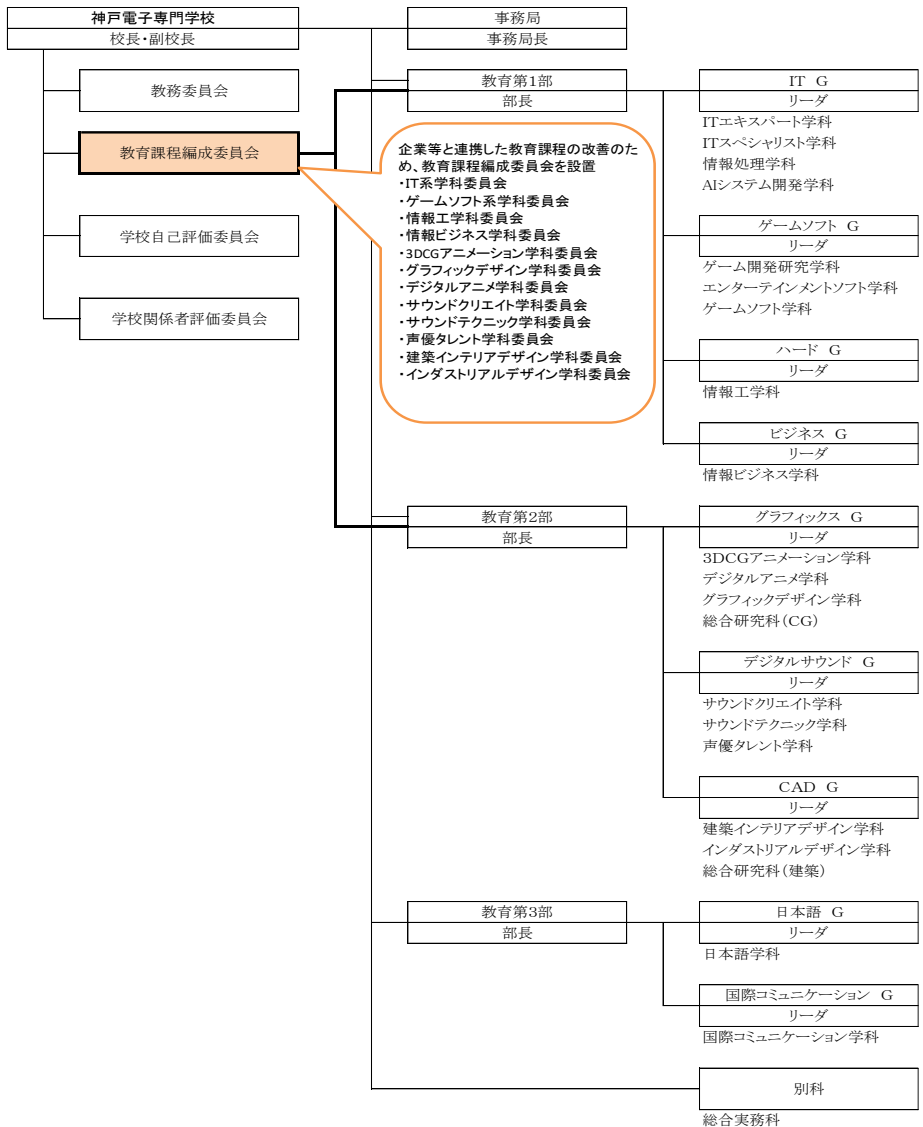 神戸電子専門学校
校長・副校長
教務委員会
教育課程編成委員会
学校自己評価委員会
学校関係者評価委員会
企業等と連携した教育課程の改善のた
め、教育課程編成委員会を設置
・IT系学科委員会
・ゲームソフト系学科委員会
・情報工学科委員会
・情報ビジネス学科委員会
・3DCGアニメーション学科委員会
・グラフィックデザイン学科委員会
・デジタルアニメ学科委員会
・サウンドクリエイト学科委員会
・サウンドテクニック学科委員会
・声優タレント学科委員会
・建築インテリアデザイン学科委員会
・インダストリアルデザイン学科委員会
事務局
事務局長
教育第1部
部長
IT G
リーダ
ITエキスパート学科
ITスペシャリスト学科
情報処理学科
AIシステム開発学科
ゲームソフト G
リーダ
ゲーム開発研究学科
エンターテインメントソフト学科
ゲームソフト学科
ハード G
リーダ
情報工学科
ビジネス G
リーダ
情報ビジネス学科
教育第2部
部長
グラフィックス G
リーダ
3DCGアニメーション学科
デジタルアニメ学科
グラフィックデザイン学科
総合研究科(CG)
デジタルサウンド G
リーダ
サウンドクリエイト学科
サウンドテクニック学科
声優タレント学科
CAD G
リーダ
建築インテリアデザイン学科
インダストリアルデザイン学科
総合研究科(建築)
教育第3部
部長
日本語 G
リーダ
日本語学科
国際コミュニケーション G
リーダ
国際コミュニケーション学科
別科
総合実務科